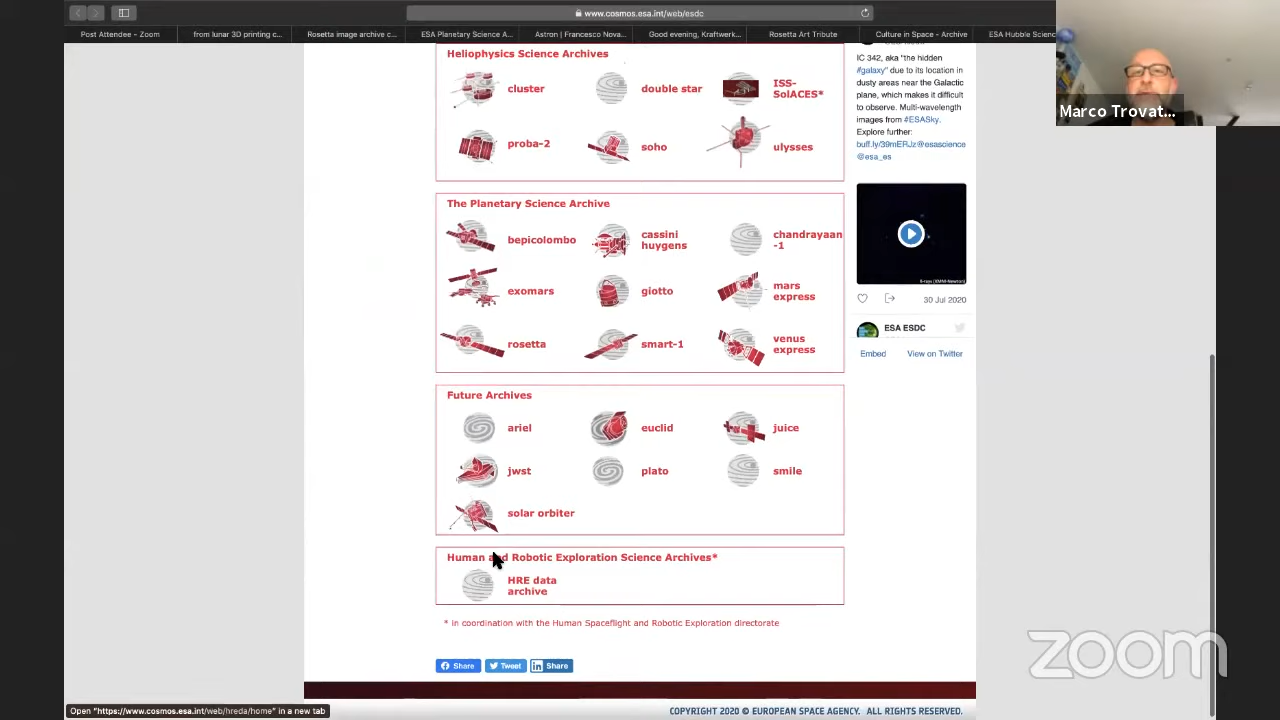 www.cosmos.esa.int/web/esdc
Post Attendee – Zoom
from lunar 3D printing c...
Rosetta image archive c...
ESA Planetary Science A...
Astron | Francesco Nova...
Good evening, Kraftwerk...
Rosetta Art Tribute
Culture in Space - Archive
ESA Hubble Scienc
Heliophysics Science Archives
cluster
double star
ISS-
SolACES*
proba-2
soho
ulysses
The Planetary Science Archive
bepicolombo
cassini
huygens
chandrayaan
-1
exomars
giotto
mars
express
rosetta
smart-1
venus
express
Future Archives
ariel
euclid
juice
jwst
plato
smile
solar orbiter
Human and Robotic Exploration Science Archives*
HRE data
archive
* in coordination with the Human Spaceflight and Robotic Exploration directorate
Share
Tweet
Share
IC 342, aka "the hidden
#galaxy" due to its location in
dusty areas near the Galactic
plane, which makes it difficult
to observe. Multi-wavelength
images from #ESASky.
Explore further:
buff.ly/39mERJz@esascience
@esa_es
X-rays (XMM-Newton)
30 Jul 2020
ESA ESDC
Embed
View on Twitter
Marco Trovat...
zoom
Open "https://www.cosmos.esa.int/web/hreda/home" in a new tab
COPYRIGHT 2020 © EUROPEAN SPACE AGENCY. ALL RIGHTS RESERVED.